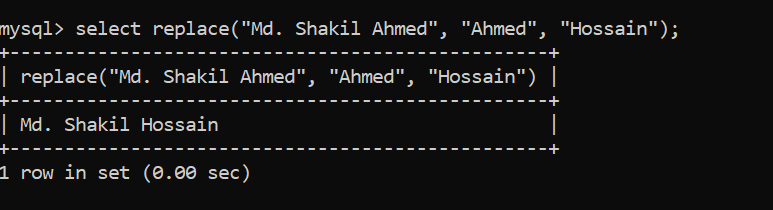 mysql> select replace("Md. Shakil Ahmed", "Ahmed", "Hossain");
+----------------------------------------------+
| replace("Md. Shakil Ahmed", "Ahmed", "Hossain") |
+----------------------------------------------+
| Md. Shakil Hossain                              |
+----------------------------------------------+
1 row in set (0.00 sec)